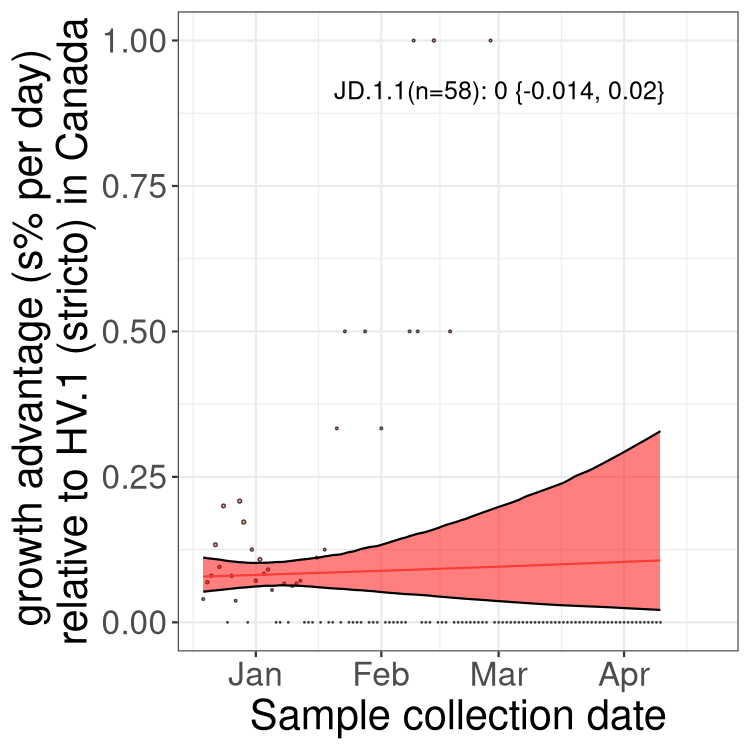 growth advantage (s% per day)
relative to HV.1 (stricto) in Canada
1.00
0.75
0.50
0.25
0.00
JD.1.1(n=58): 0 {-0.014, 0.02}
Jan Feb Mar Apr
Sample collection date